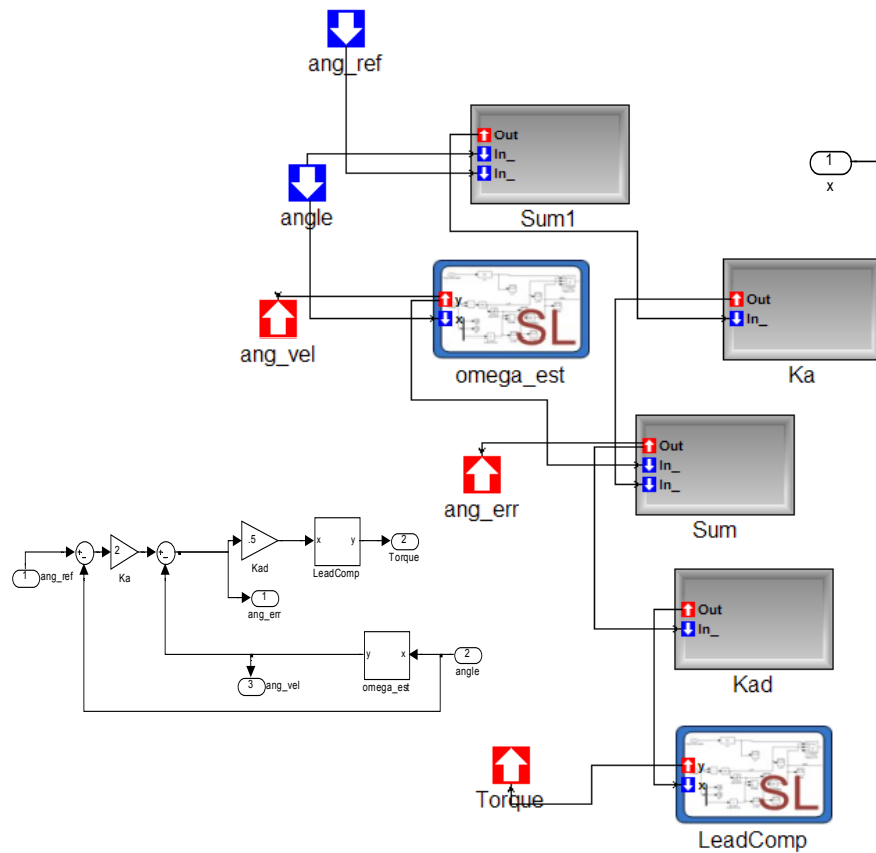 ang_ref
Out
In_
In_
Sum1
1
x
angle
y
x
SL
omega_est
ang_vel
Out
In_
Ka
Out
In_
In_
Sum
ang_err
+
-
2
Ka
+
-
.5
Kad
x
y
LeadComp
2
Torque
1
ang_ref
1
ang_err
y
x
omega_est
2
angle
3
ang_vel
Out
In_
Kad
y
x
SL
LeadComp
Torque